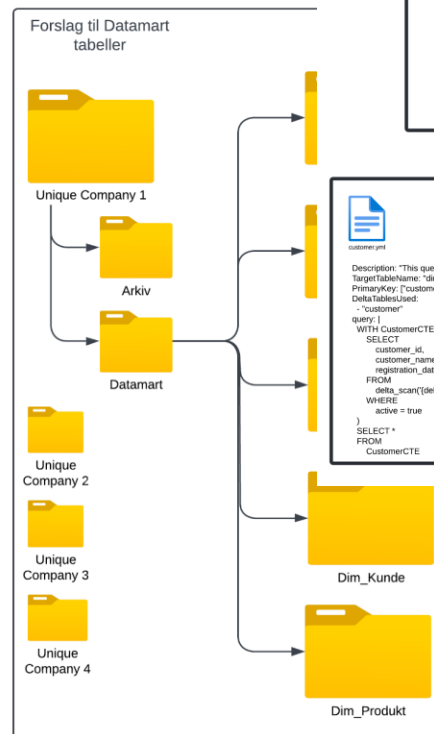 Forslag til Datamart
tabeller
Unique Company 1
Arkiv
Datamart
Unique
Company 2
Unique
Company 3
Unique
Company 4
customer.yml
Description: "This que
TargetTableName: "di
PrimaryKey: ["custome
DeltaTablesUsed:
- "customer"
query: |
WITH CustomerCTE
SELECT
customer_id,
customer_name
registration_dat
FROM
delta_scan('{del
WHERE
active = true
)
SELECT *
FROM
CustomerCTE
Dim_Kunde
Dim_Produkt